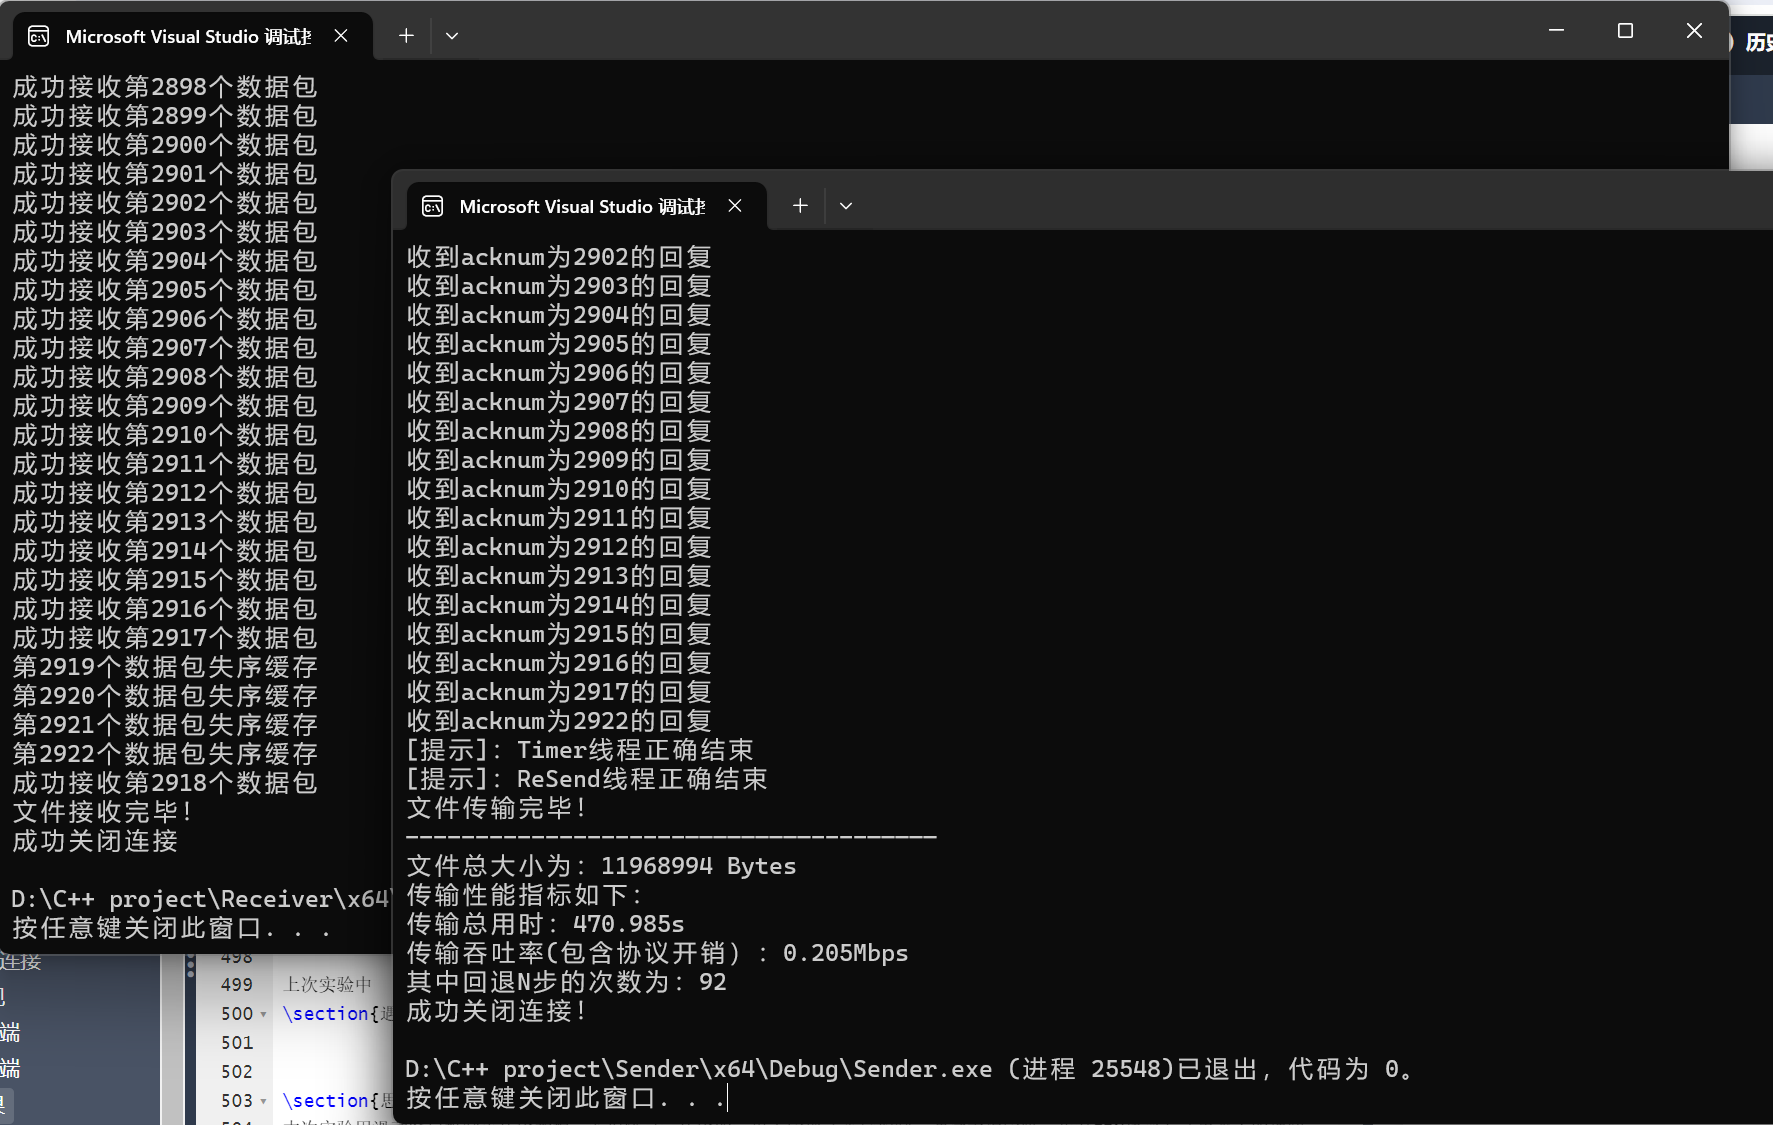 Microsoft Visual Studio 调试
历史
成功接收第2898个数据包
成功接收第2899个数据包
成功接收第2900个数据包
成功接收第2901个数据包
成功接收第2902个数据包
成功接收第2903个数据包
成功接收第2904个数据包
成功接收第2905个数据包
成功接收第2906个数据包
成功接收第2907个数据包
成功接收第2908个数据包
成功接收第2909个数据包
成功接收第2910个数据包
成功接收第2911个数据包
成功接收第2912个数据包
成功接收第2913个数据包
成功接收第2914个数据包
成功接收第2915个数据包
成功接收第2916个数据包
成功接收第2917个数据包
第2919个数据包失序缓存
第2920个数据包失序缓存
第2921个数据包失序缓存
第2922个数据包失序缓存
成功接收第2918个数据包
文件接收完毕!
成功关闭连接
D:\C++ project\Receiver\x64\
按任意键关闭此窗口. . .
Microsoft Visual Studio 调试
收到acknum为2902的回复
收到acknum为2903的回复
收到acknum为2904的回复
收到acknum为2905的回复
收到acknum为2906的回复
收到acknum为2907的回复
收到acknum为2908的回复
收到acknum为2909的回复
收到acknum为2910的回复
收到acknum为2911的回复
收到acknum为2912的回复
收到acknum为2913的回复
收到acknum为2914的回复
收到acknum为2915的回复
收到acknum为2916的回复
收到acknum为2917的回复
收到acknum为2922的回复
[提示]: Timer线程正确结束
[提示]: ReSend线程正确结束
文件传输完毕!
--------------------------------------
文件总大小为: 11968994 Bytes
传输性能指标如下:
传输总用时: 470.985s
传输吞吐率(包含协议开销) : 0.205Mbps
其中回退N步的次数为: 92
成功关闭连接!
D:\C++ project\Sender\x64\Debug\Sender.exe (进程 25548)已退出，代码为 0。
按任意键关闭此窗口. . .
连接
端
端
498
499 上次实验中
500 \section{
501
502
503 \section{